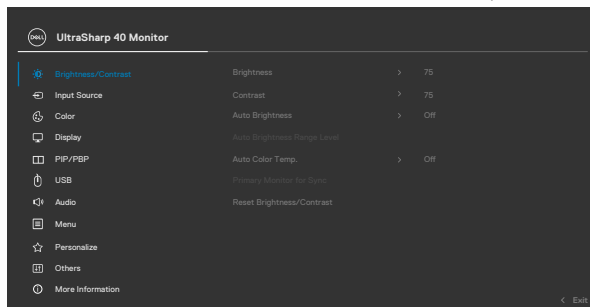 DELL UltraSharp 40 Monitor
Brightness/Contrast Brightness > 75
Input Source Contrast > 75
Color Auto Brightness > Off
Display Auto Brightness Range Level
PIP/PBP Auto Color Temp. > Off
USB Primary Monitor for Sync
Audio Reset Brightness/Contrast
Menu
Personalize
Others
More Information
< Exit